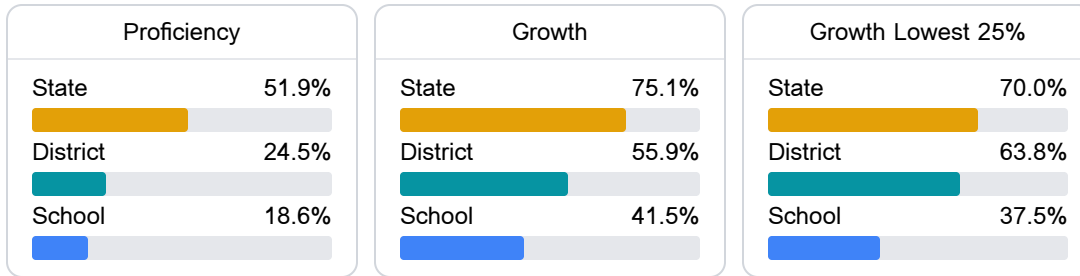 Proficiency
State 51.9%
District 24.5%
School 18.6%
Growth
State 75.1%
District 55.9%
School 41.5%
Growth Lowest 25%
State 70.0%
District 63.8%
School 37.5%